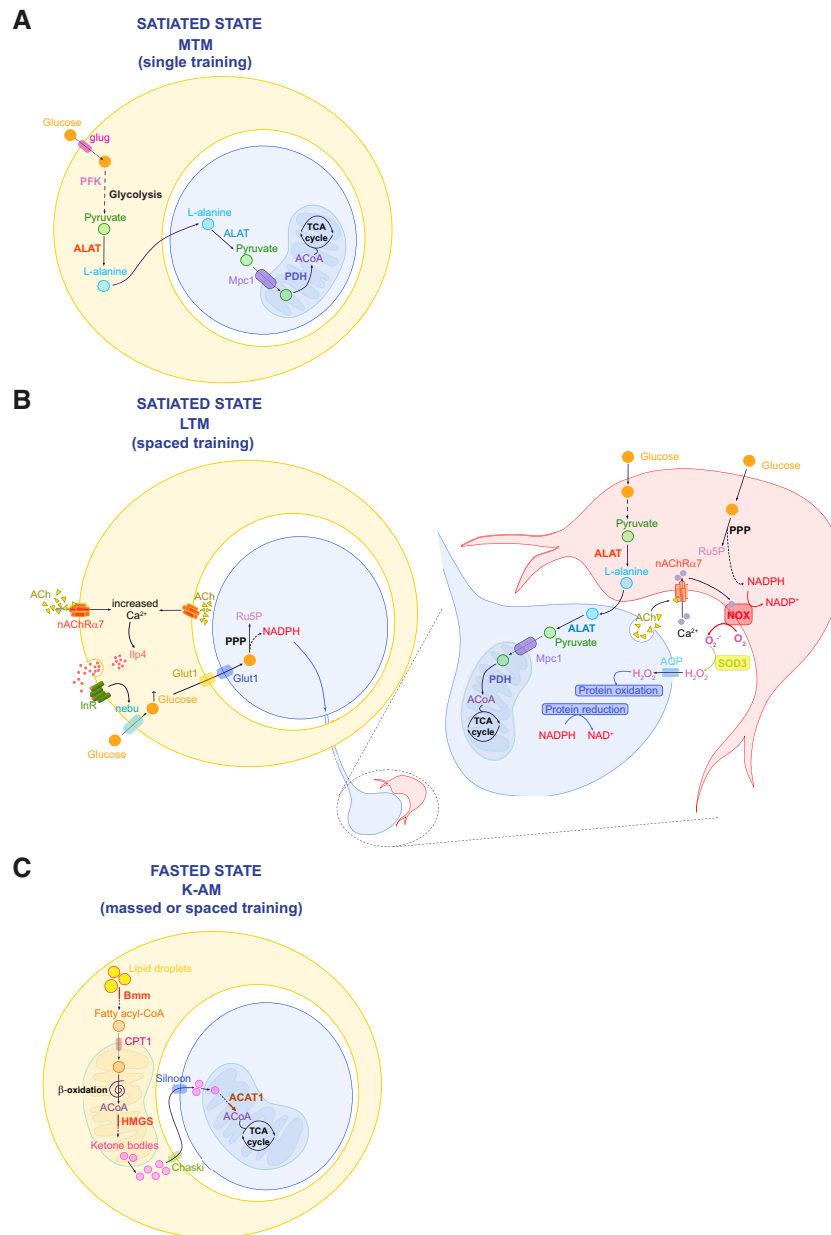 A
SATIATED STATE
MTM
(single training)
Glucose
glug
PFK
Glycolysis
Pyruvate
ALAT
L-alanine
L-alanine
ALAT
Pyruvate
Mpc1
PDH
ACoA
TCA
cycle
B
SATIATED STATE
LTM
(spaced training)
ACh
nAChRα7
increased
Ca²⁺
ACh
Ilp4
InR
nebu
Glucose
Glucose
Glut1
Glut1
Ru5P
PPP
NADPH
Glucose
Glucose
Pyruvate
ALAT
L-alanine
PPP
Ru5P
nAChRα7
NADPH
NADP⁺
NOX
ACh
Ca²⁺
O₂·⁻
O₂
SOD3
AQP
H₂O₂
H₂O₂
ALAT
Pyruvate
Mpc1
PDH
ACoA
TCA
cycle
Protein oxidation
Protein reduction
NADPH
NAD⁺
C
FASTED STATE
K-AM
(massed or spaced training)
Lipid droplets
Bmm
Fatty acyl-CoA
CPT1
β-oxidation
ACoA
HMGS
Ketone bodies
Chaski
Silnoon
ACAT1
ACoA
TCA
cycle